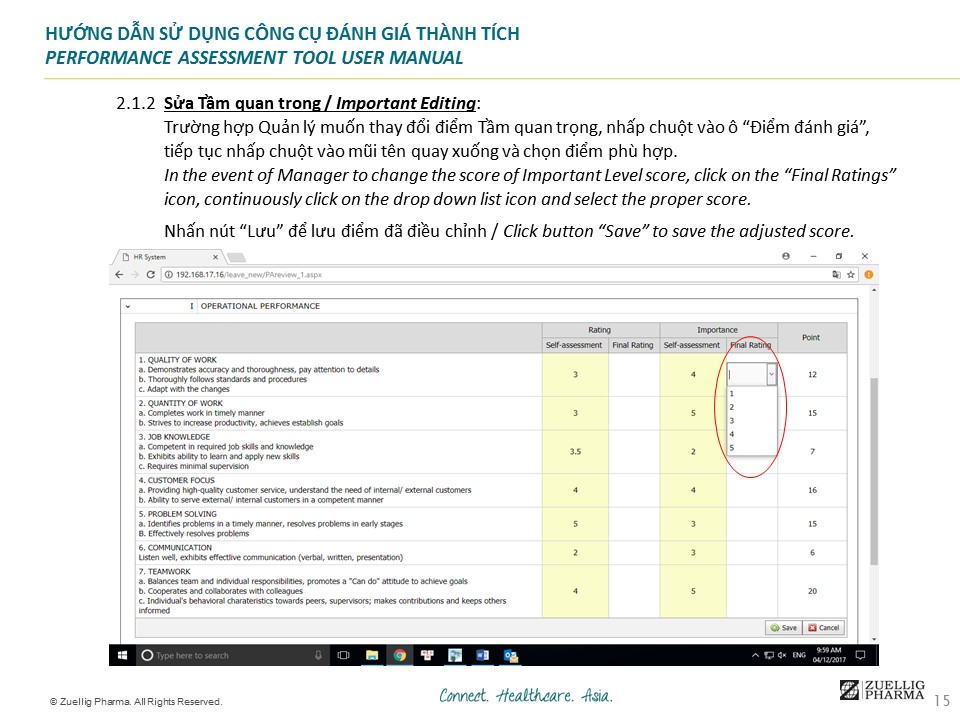 HƯỚNG DẪN SỬ DỤNG CÔNG CỤ ĐÁNH GIÁ THÀNH TÍCH
PERFORMANCE ASSESSMENT TOOL USER MANUAL
2.1.2 Sửa Tầm quan trong / Important Editing:
Trường hợp Quản lý muốn thay đổi điểm Tầm quan trọng, nhấp chuột vào ô “Điểm đánh giá”,
tiếp tục nhấp chuột vào mũi tên quay xuống và chọn điểm phù hợp.
In the event of Manager to change the score of Important Level score, click on the “Final Ratings”
icon, continuously click on the drop down list icon and select the proper score.
Nhấn nút “Lưu” để lưu điểm đã điều chỉnh / Click button “Save” to save the adjusted score.
HR System
192.168.17.16/leave_new/PAreview_1.aspx
I OPERATIONAL PERFORMANCE
Rating Importance Point
Self-assessment Final Rating Self-assessment Final Rating
1. QUALITY OF WORK
a. Demonstrates accuracy and thoroughness, pay attention to details
b. Thoroughly follows standards and procedures
c. Adapt with the changes
3 4 12
1
2
3
4
5
2. QUANTITY OF WORK
a. Completes work in timely manner
b. Strives to increase productivity, achieves establish goals
3 5 15
3. JOB KNOWLEDGE
a. Competent in required job skills and knowledge
b. Exhibits ability to learn and apply new skills
c. Requires minimal supervision
3.5 2 7
4. CUSTOMER FOCUS
a. Providing high-quality customer service, understand the need of internal/ external customers
b. Ability to serve external/ internal customers in a competent manner
4 4 16
5. PROBLEM SOLVING
a. Identifies problems in a timely manner, resolves problems in early stages
B. Effectively resolves problems
5 3 15
6. COMMUNICATION
Listen well, exhibits effectlive communication (verbal, written, presentation)
2 3 6
7. TEAMWORK
a. Balances team and individual responsibilities, promotes a "Can do" attitude to achieve goals
b. Cooperates and collaborates with colleagues
c. Individual's behavioral charateristics towards peers, supervisors; makes contributions and keeps others
informed
4 5 20
Save Cancel
Type here to search
ENG
9:59 AM
04/12/2017
© Zuellig Pharma. All Rights Reserved.
Connect. Healthcare. Asia.
ZUELLIG
PHARMA
15